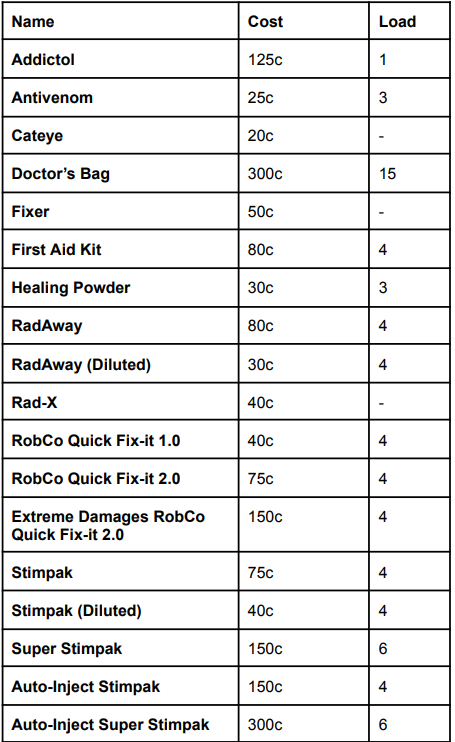 Name Cost Load
Addictol 125c 1
Antivenom 25c 3
Cateye 20c -
Doctor’s Bag 300c 15
Fixer 50c -
First Aid Kit 80c 4
Healing Powder 30c 3
RadAway 80c 4
RadAway (Diluted) 30c 4
Rad-X 40c -
RobCo Quick Fix-it 1.0 40c 4
RobCo Quick Fix-it 2.0 75c 4
Extreme Damages RobCo 150c 4
Quick Fix-it 2.0
Stimpak 75c 4
Stimpak (Diluted) 40c 4
Super Stimpak 150c 6
Auto-Inject Stimpak 150c 4
Auto-Inject Super Stimpak 300c 6